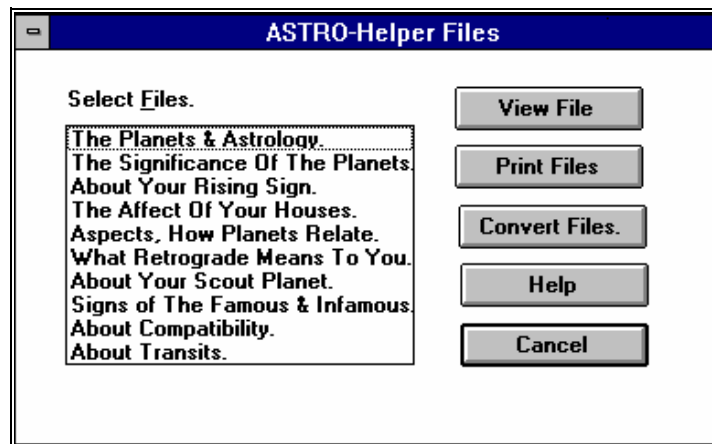 ASTRO-Helper Files
Select Files.
The Planets & Astrology.
The Significance Of The Planets.
About Your Rising Sign.
The Affect Of Your Houses.
Aspects, How Planets Relate.
What Retrograde Means To You.
About Your Scout Planet.
Signs of The Famous & Infamous.
About Compatibility.
About Transits.
View File
Print Files
Convert Files.
Help
Cancel